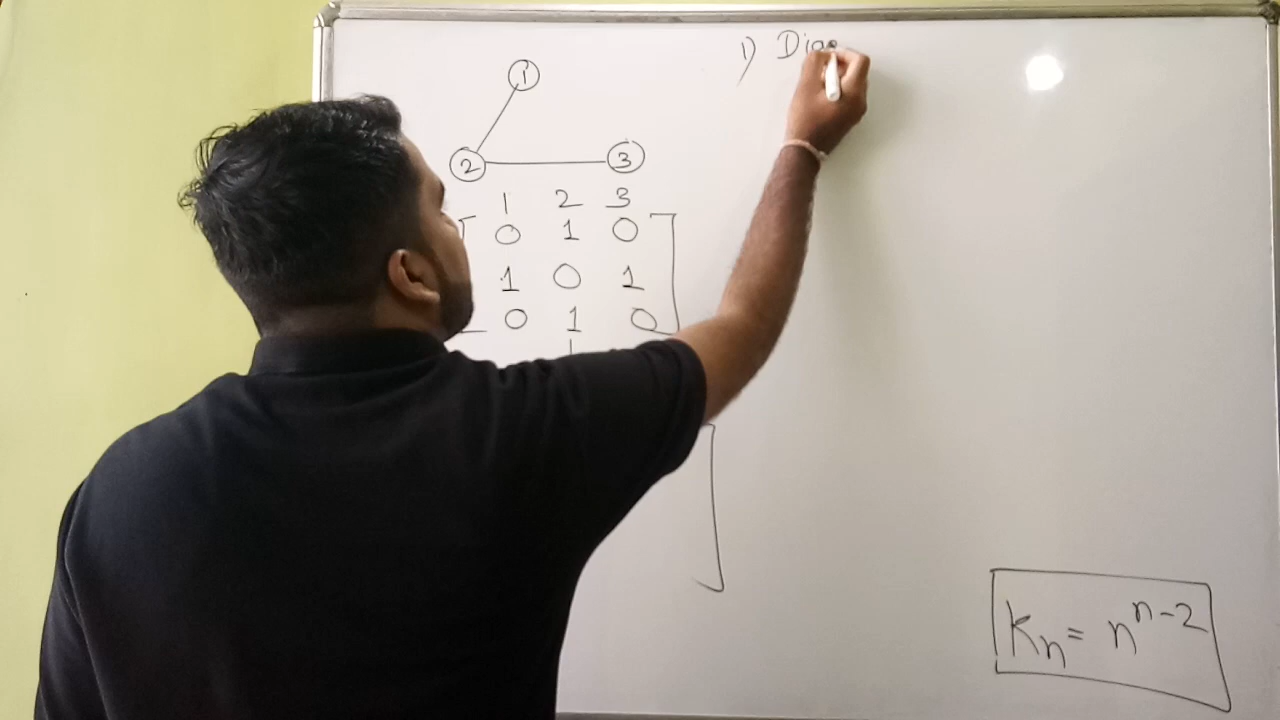 1
2 3
1 2 3
0 1 0
1 0 1
0 1 0
1) Diag
Kn = n^{n-2}